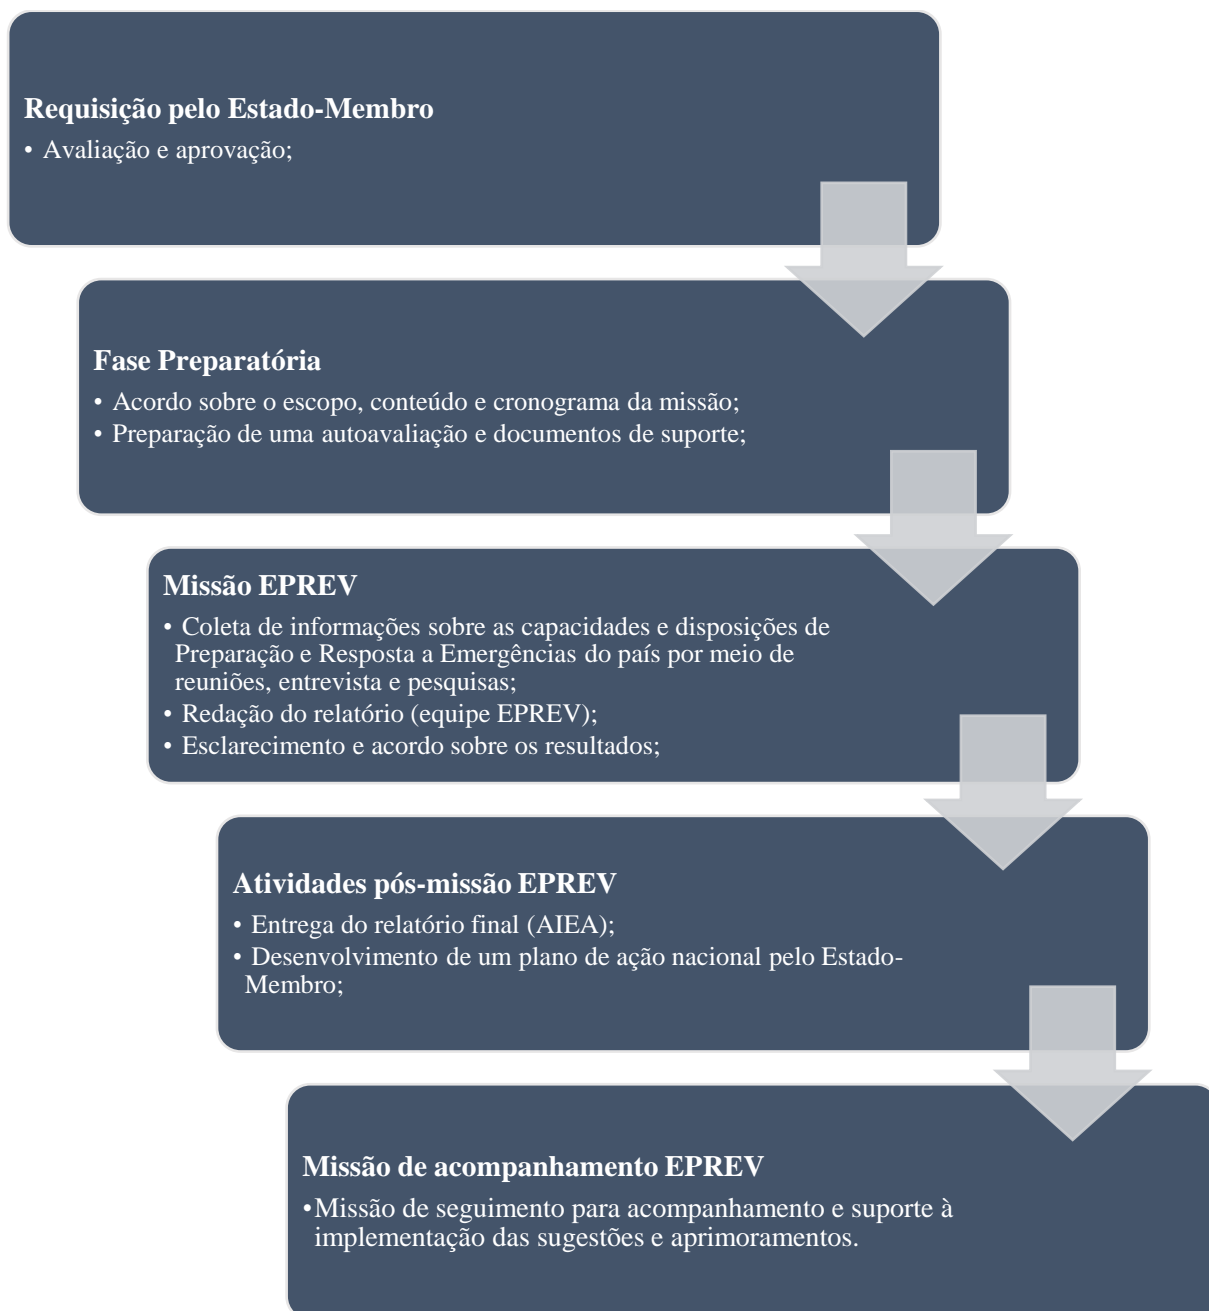 Requisição pelo Estado-Membro
• Avaliação e aprovação;
Fase Preparatória
• Acordo sobre o escopo, conteúdo e cronograma da missão;
• Preparação de uma autoavaliação e documentos de suporte;
Missão EPREV
• Coleta de informações sobre as capacidades e disposições de
Preparação e Resposta a Emergências do país por meio de
reuniões, entrevista e pesquisas;
• Redação do relatório (equipe EPREV);
• Esclarecimento e acordo sobre os resultados;
Atividades pós-missão EPREV
• Entrega do relatório final (AIEA);
• Desenvolvimento de um plano de ação nacional pelo Estado-
Membro;
Missão de acompanhamento EPREV
•Missão de seguimento para acompanhamento e suporte à
implementação das sugestões e aprimoramentos.